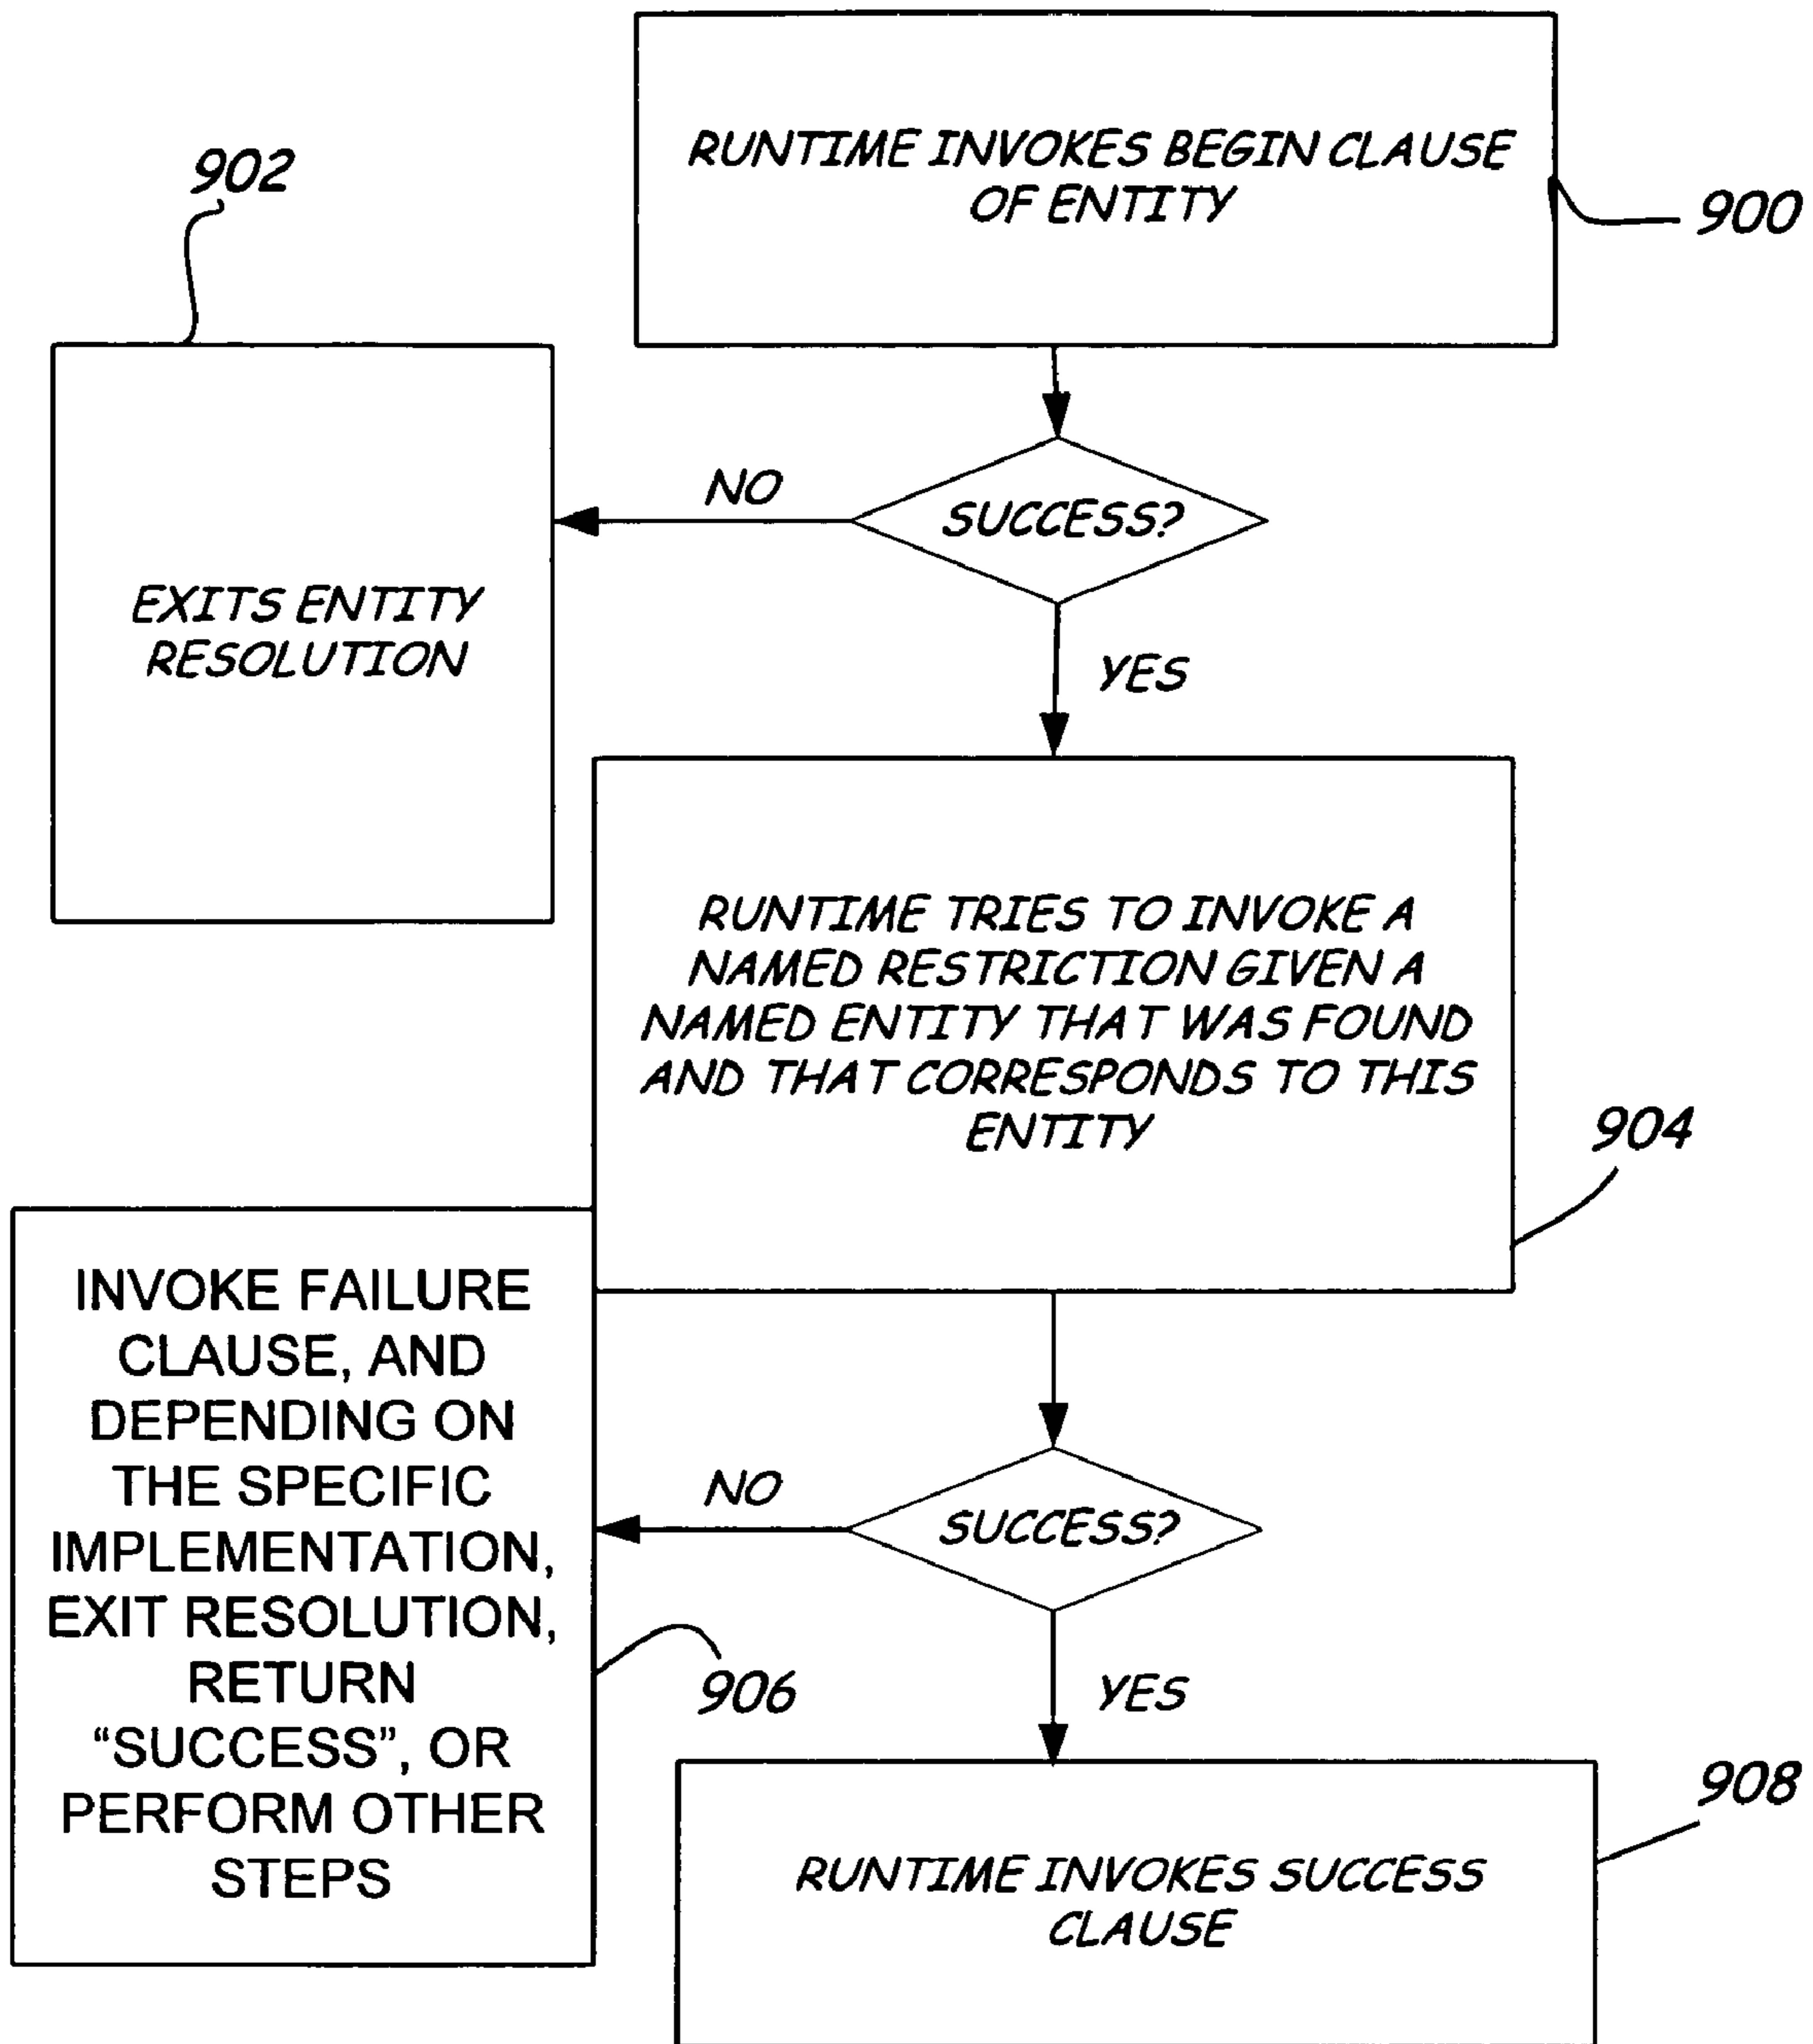 RUNTIME INVOKES BEGIN CLAUSE
OF ENTITY
900
902
SUCCESS?
NO
EXITS ENTITY
RESOLUTION
YES
RUNTIME TRIES TO INVOKE A
NAMED RESTRICTION GIVEN A
NAMED ENTITY THAT WAS FOUND
AND THAT CORRESPONDS TO THIS
ENTITY
904
SUCCESS?
NO
INVOKE FAILURE
CLAUSE, AND
DEPENDING ON
THE SPECIFIC
IMPLEMENTATION,
EXIT RESOLUTION,
RETURN
“SUCCESS”, OR
PERFORM OTHER
STEPS
906
YES
RUNTIME INVOKES SUCCESS
CLAUSE
908